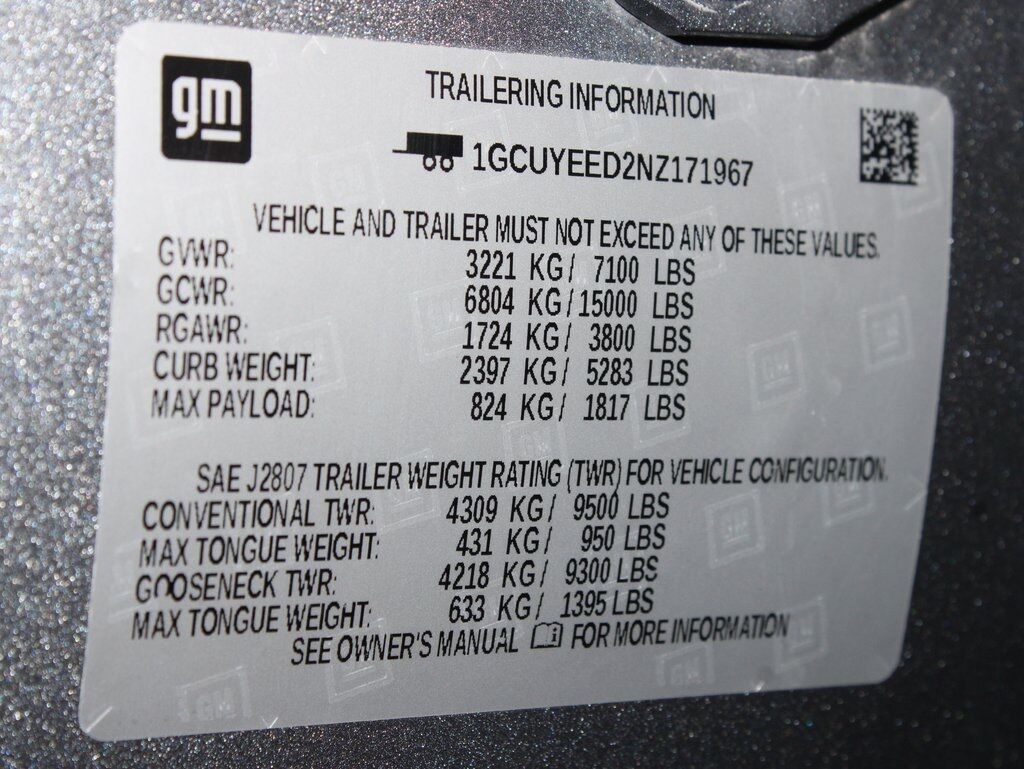 gm
TRAILERING INFORMATION
1GCUYEED2NZ171967
VEHICLE AND TRAILER MUST NOT EXCEED ANY OF THESE VALUES.
GVWR: 3221 KG/ 7100 LBS
GCWR: 6804 KG/ 15000 LBS
RGAWR: 1724 KG/ 3800 LBS
CURB WEIGHT: 2397 KG/ 5283 LBS
MAX PAYLOAD: 824 KG/ 1817 LBS
SAE J2807 TRAILER WEIGHT RATING (TWR) FOR VEHICLE CONFIGURATION.
CONVENTIONAL TWR: 4309 KG/ 9500 LBS
MAX TONGUE WEIGHT: 431 KG/ 950 LBS
GOOSENECK TWR: 4218 KG/ 9300 LBS
MAX TONGUE WEIGHT: 633 KG/ 1395 LBS
SEE OWNER'S MANUAL FOR MORE INFORMATION